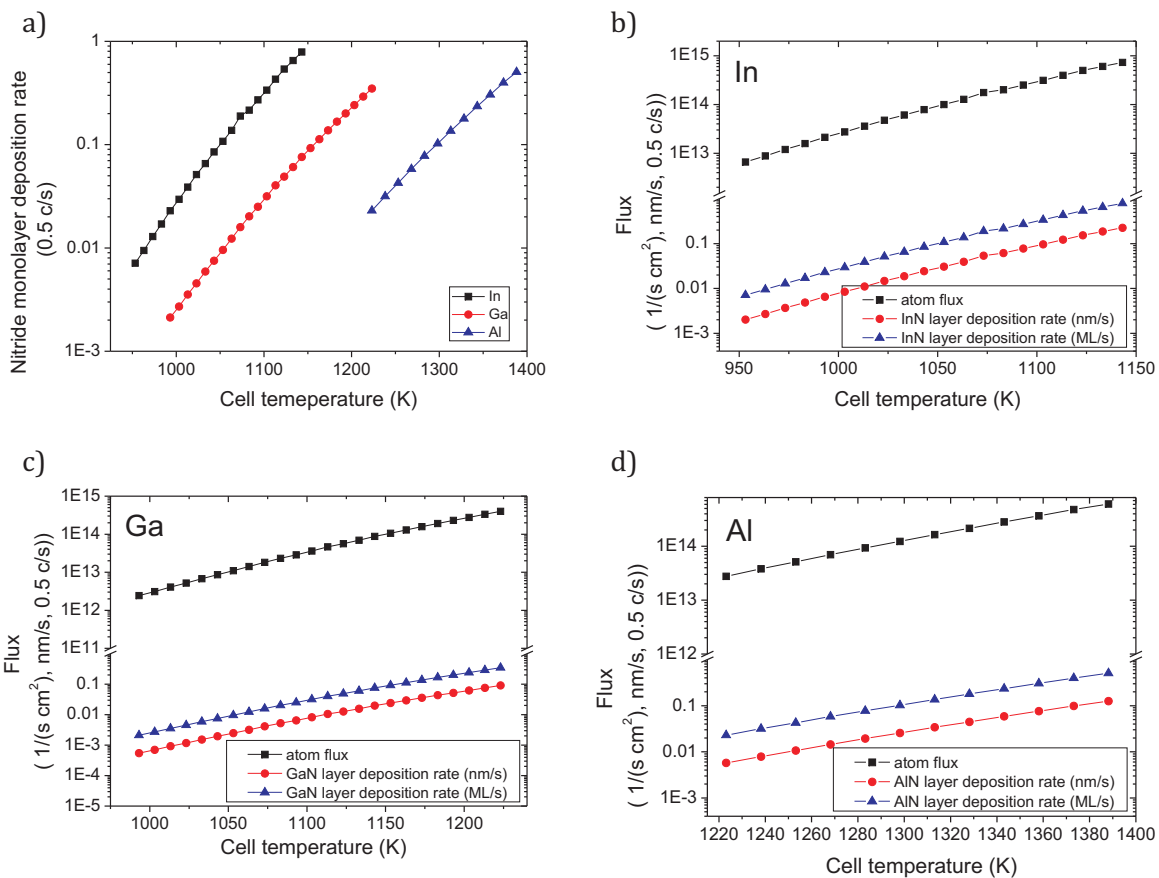 a)
Nitride monolayer deposition rate
(0.5 c/s)
1
0.1
0.01
1E-3
1000
1100
1200
1300
1400
Cell temeperature (K)
In
Ga
Al
b)
In
Flux
( 1/(s cm²), nm/s, 0.5 c/s))
1E15
1E14
1E13
0.1
0.01
1E-3
950
1000
1050
1100
1150
Cell temperature (K)
atom flux
InN layer deposition rate (nm/s)
InN layer deposition rate (ML/s)
c)
Ga
Flux
( 1/(s cm²), nm/s, 0.5 c/s))
1E15
1E14
1E13
1E12
1E11
0.1
0.01
1E-3
1E-4
1E-5
1000
1050
1100
1150
1200
Cell temperature (K)
atom flux
GaN layer deposition rate (nm/s)
GaN layer deposition rate (ML/s)
d)
Al
Flux
( 1/(s cm²), nm/s, 0.5 c/s))
1E14
1E13
1E12
0.1
0.01
1E-3
1220
1240
1260
1280
1300
1320
1340
1360
1380
1400
Cell temperature (K)
atom flux
AlN layer deposition rate (nm/s)
AlN layer deposition rate (ML/s)